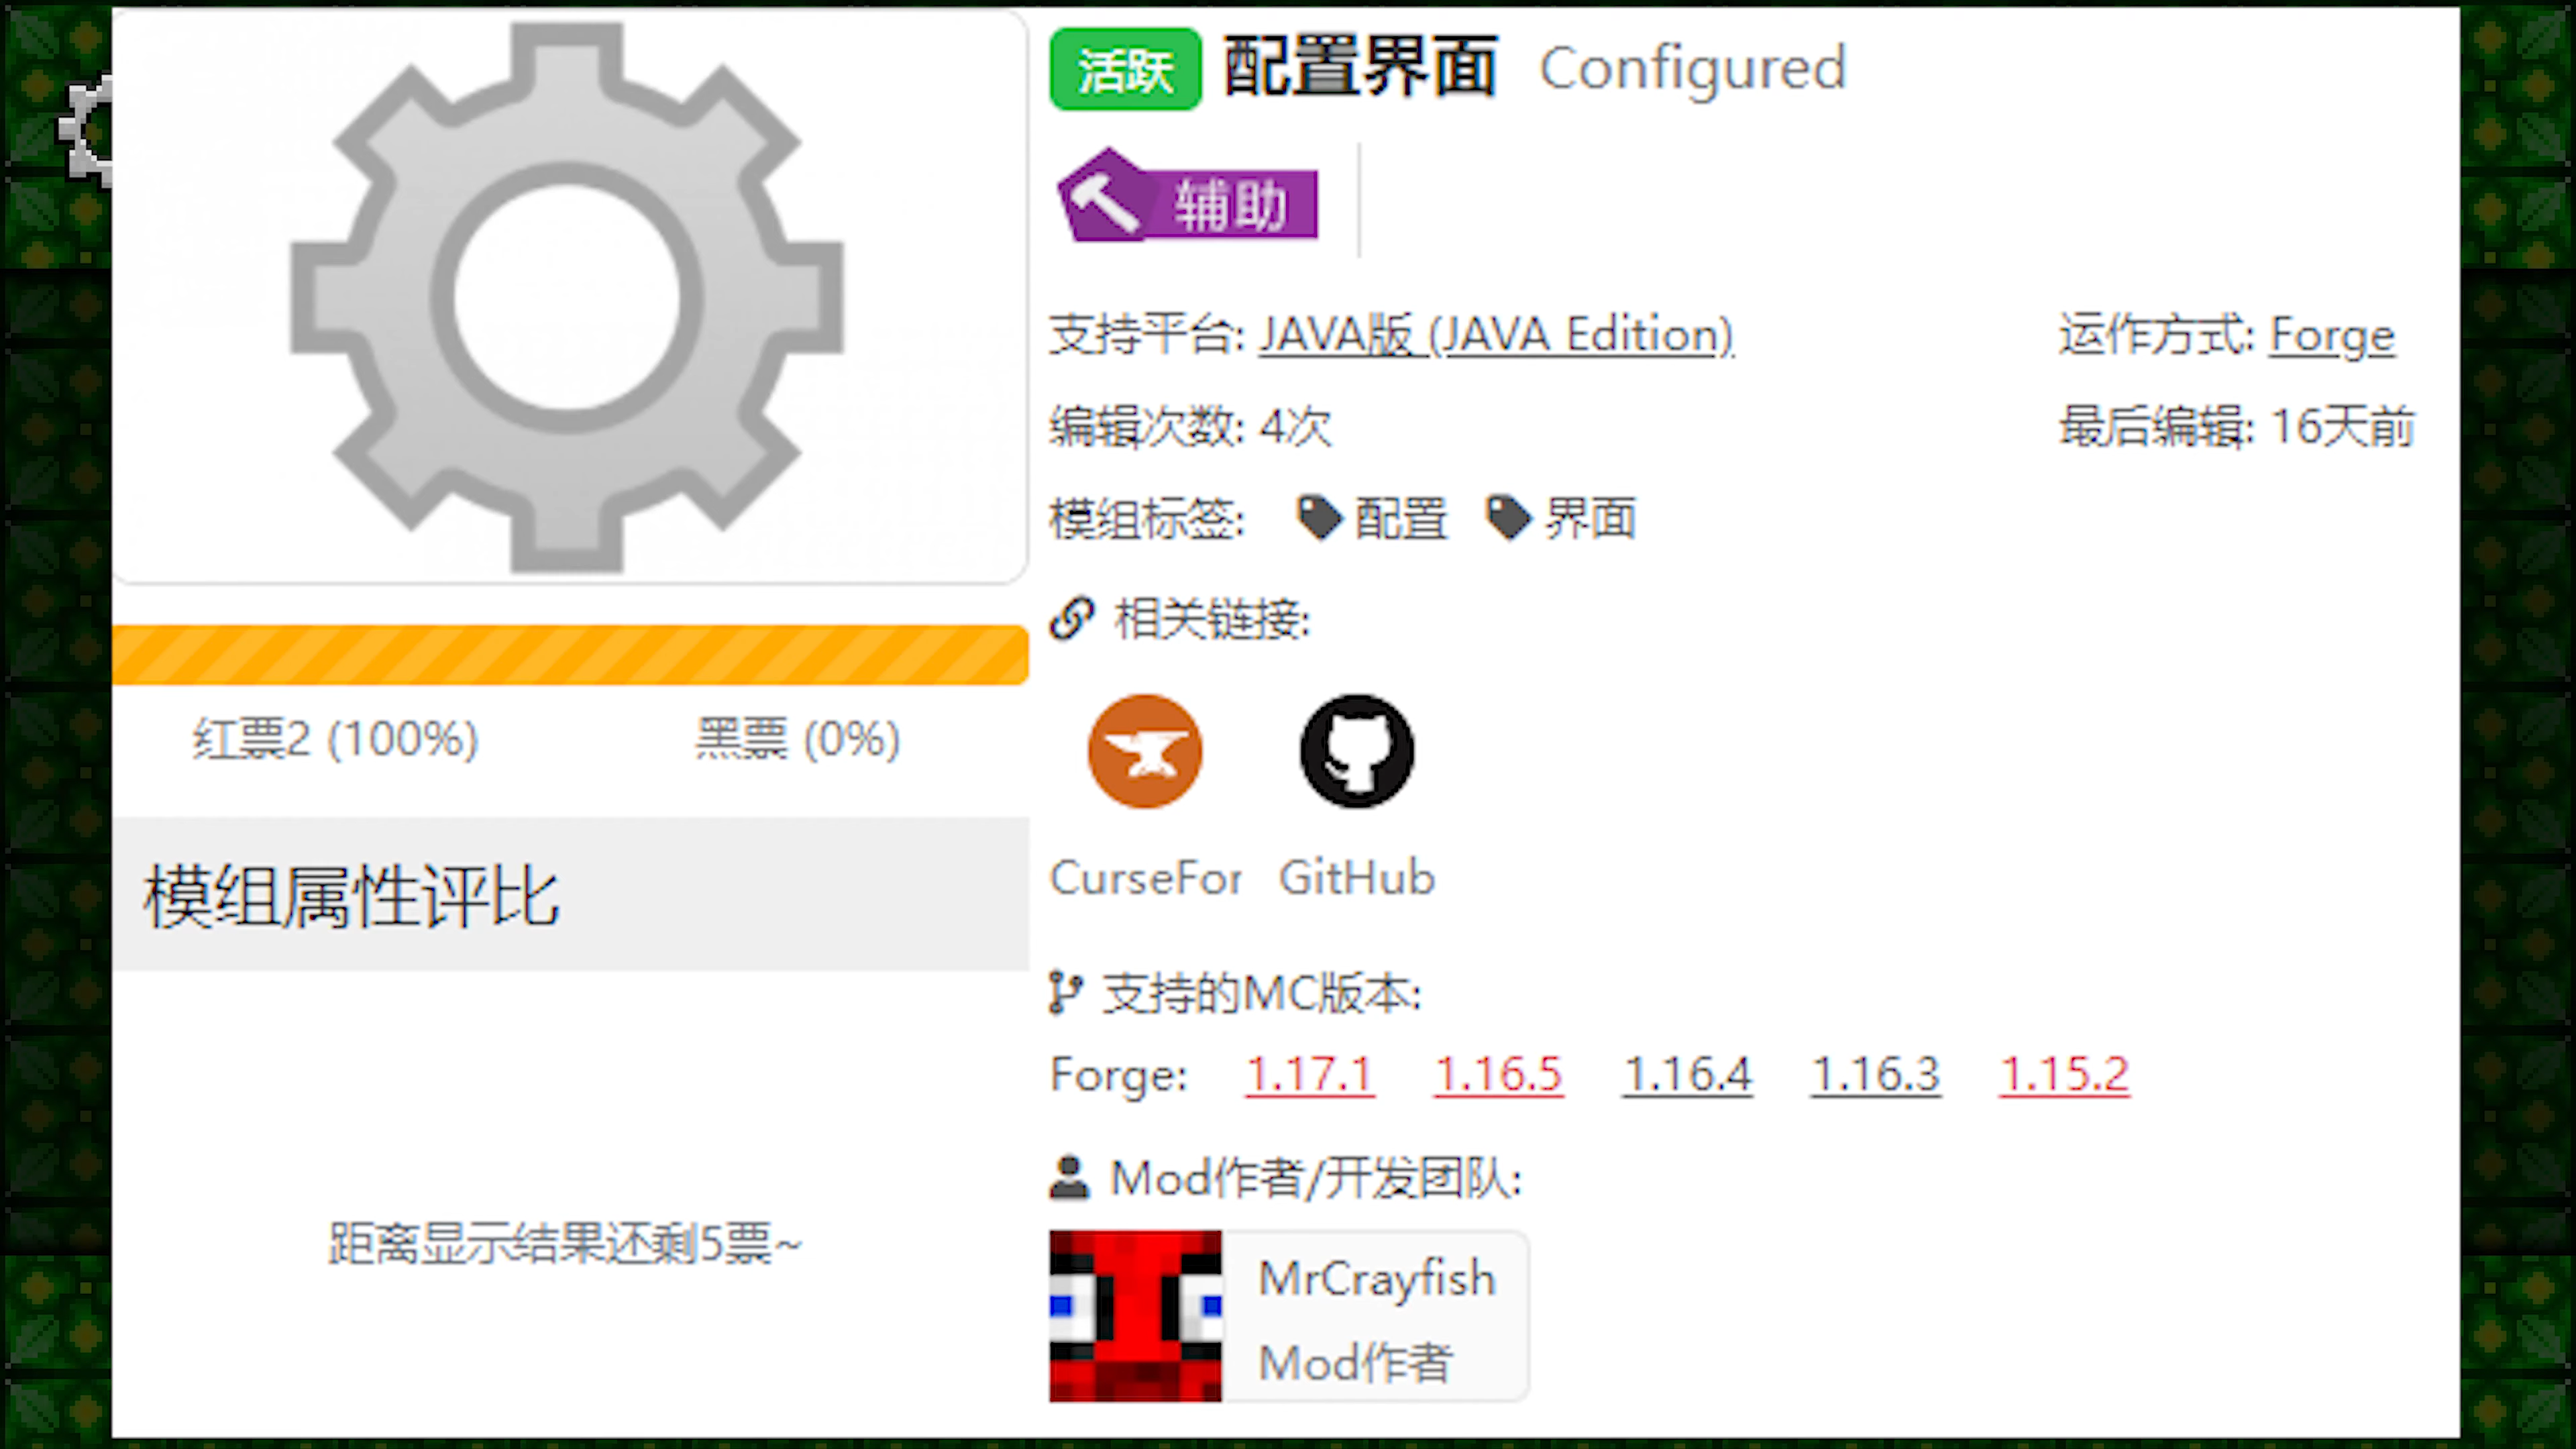 活跃 配置界面 Configured
辅助
支持平台: JAVA版 (JAVA Edition) 运作方式: Forge
编辑次数: 4次 最后编辑: 16天前
模组标签: 配置 界面
相关链接:
CurseFor GitHub
支持的MC版本:
Forge: 1.17.1 1.16.5 1.16.4 1.16.3 1.15.2
Mod作者/开发团队:
MrCrayfish
Mod作者
红票2 (100%) 黑票 (0%)
模组属性评比
距离显示结果还剩5票~